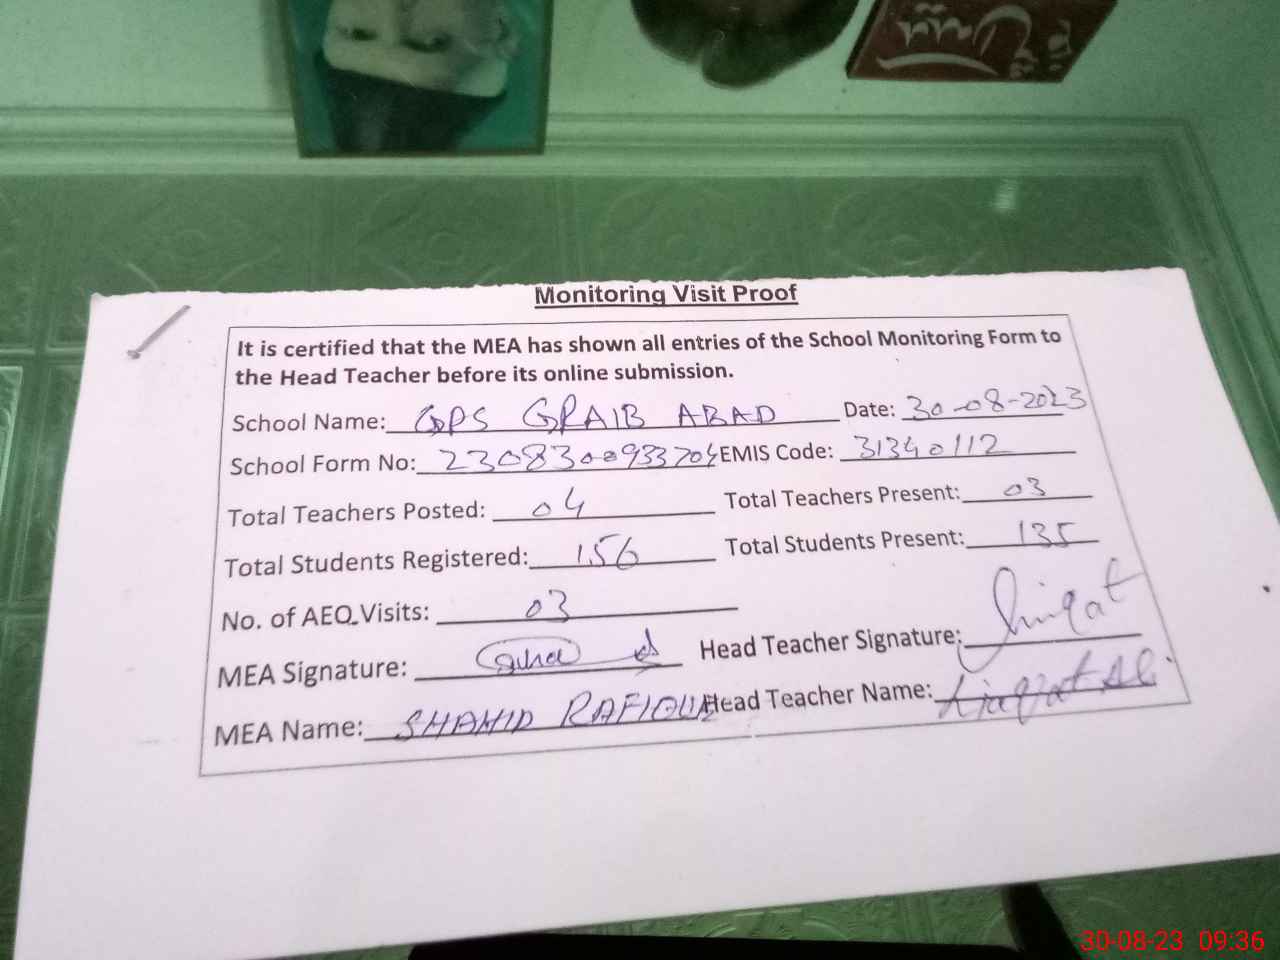 Monitoring Visit Proof
It is certified that the MEA has shown all entries of the School Monitoring Form to
the Head Teacher before its online submission.
School Name: GPS GRAIB ABAD Date: 30-08-2023
School Form No: 2308300933704 EMIS Code: 31340112
Total Teachers Posted: 04 Total Teachers Present: 03
Total Students Registered: 156 Total Students Present: 135
No. of AEO Visits: 03
MEA Signature: Head Teacher Signature: Liaqat
MEA Name: SHAHID RAFIQUE Head Teacher Name: Liaqat Ali
30-08-23 09:36